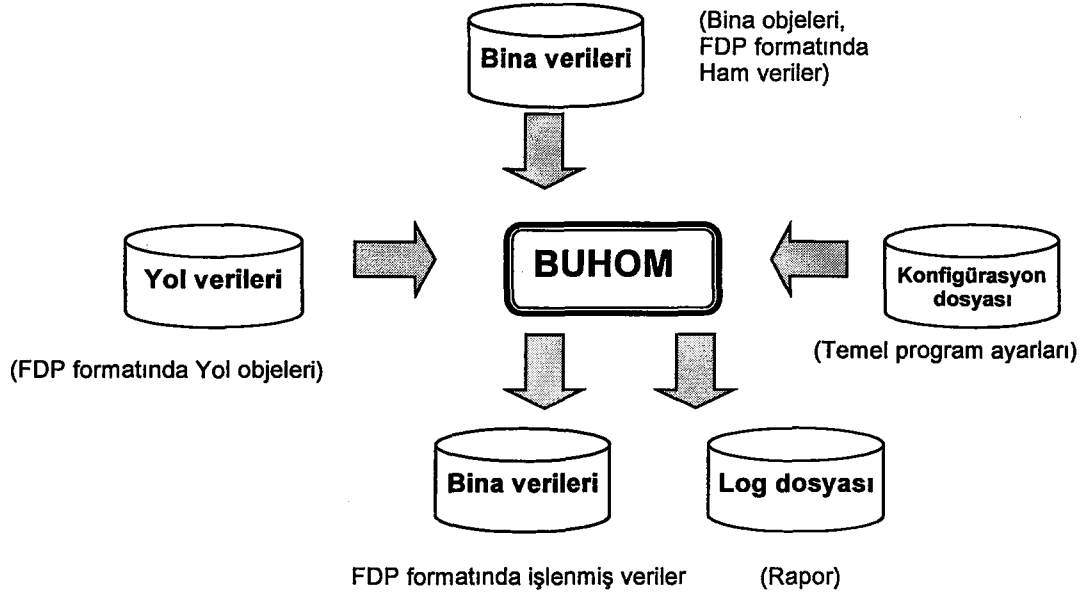 Bina verileri
(Bina objeleri,
FDP formatında
Ham veriler)
Yol verileri
(FDP formatında Yol objeleri)
BUHOM
Konfigürasyon
dosyası
(Temel program ayarları)
Bina verileri
FDP formatında işlenmiş veriler
Log dosyası
(Rapor)